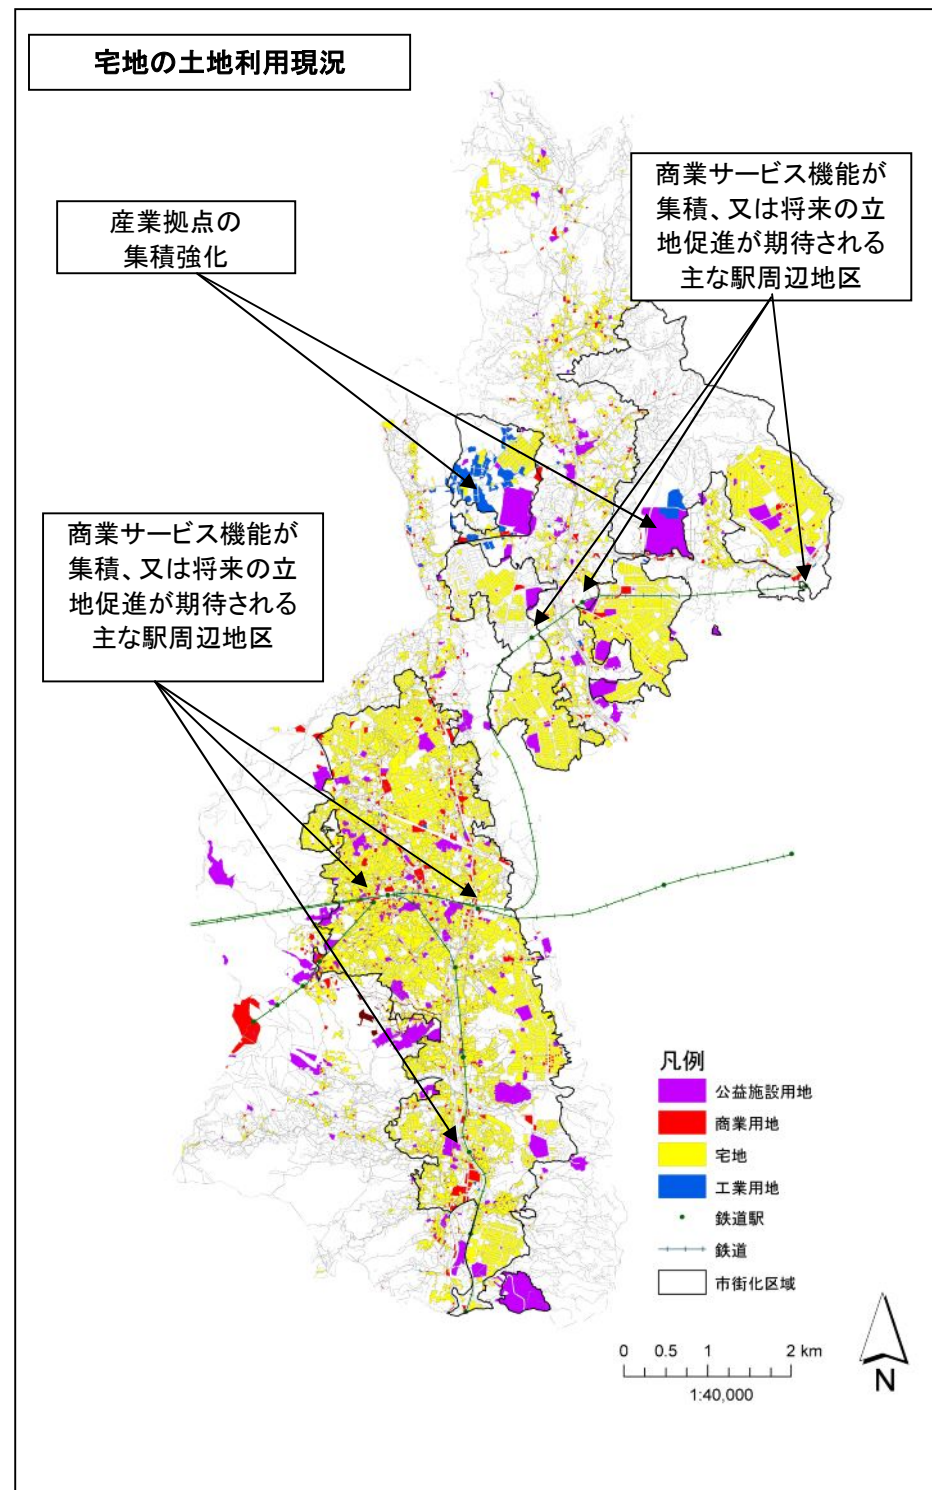 宅地の土地利用現況
商業サービス機能が
集積、又は将来の立
地促進が期待される
主な駅周辺地区
産業拠点の
集積強化
商業サービス機能が
集積、又は将来の立
地促進が期待される
主な駅周辺地区
凡例
公益施設用地
商業用地
宅地
工業用地
鉄道駅
鉄道
市街化区域
0 0.5 1 2 km
1:40,000
N